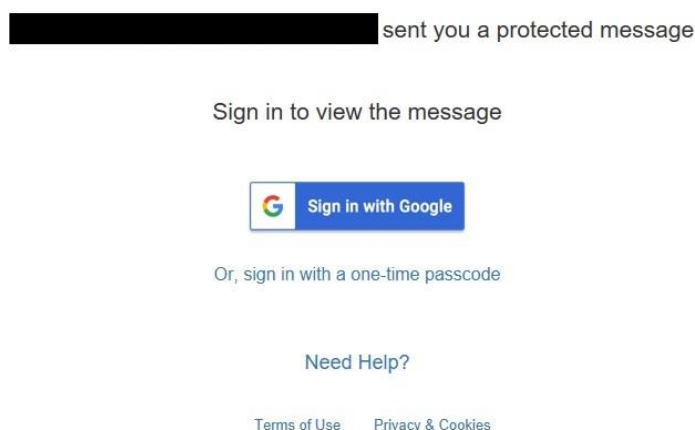 sent you a protected message
Sign in to view the message
Sign in with Google
Or, sign in with a one-time passcode
Need Help?
Terms of Use Privacy & Cookies